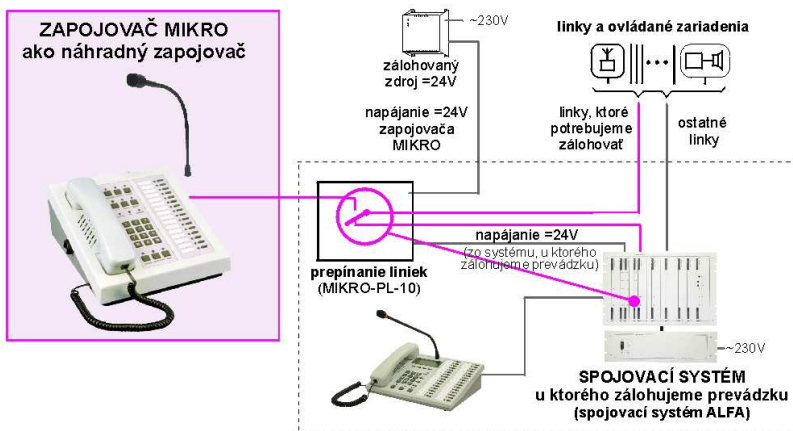 ZAPOJOVAČ MIKRO
ako náhradný zapojovač
~230V
zálohovaný
zdroj =24V
napájanie =24V
zapojovača
MIKRO
linky a ovládané zariadenia
linky, ktoré
potrebujeme
zálohovať
ostatné
linky
napájanie =24V
(zo systému, u ktorého
zálohujeme prevádzku)
prepínanie liniek
(MIKRO-PL-10)
~230V
SPOJOVACÍ SYSTÉM
u ktorého zálohujeme prevádzku
(spojovací systém ALFA)